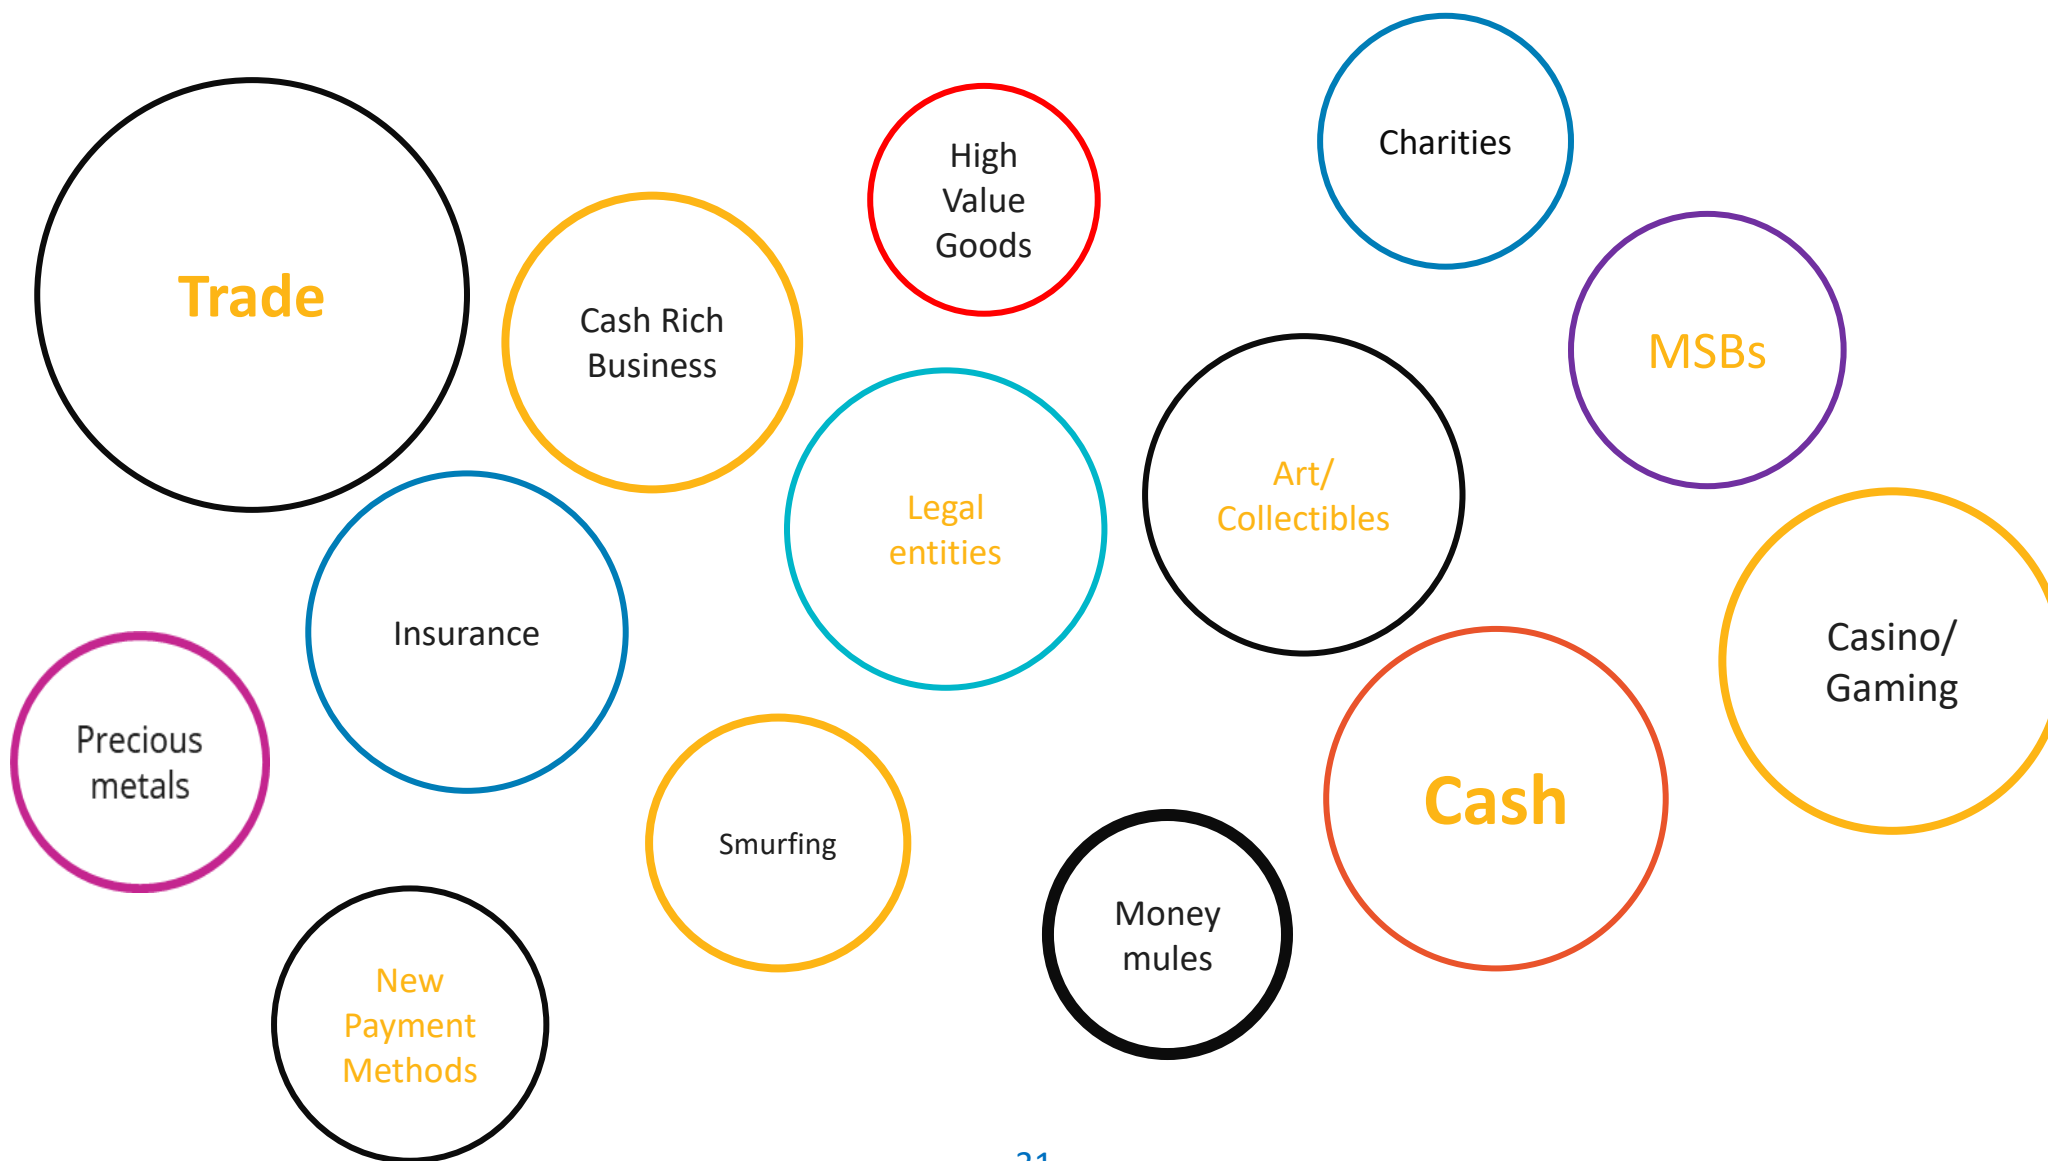 Charities
High
Value
Goods
Trade
Cash Rich
Business
MSBs
Art/
Collectibles
Legal
entities
Insurance
Casino/
Gaming
Precious
metals
Cash
Smurfing
Money
mules
New
Payment
Methods